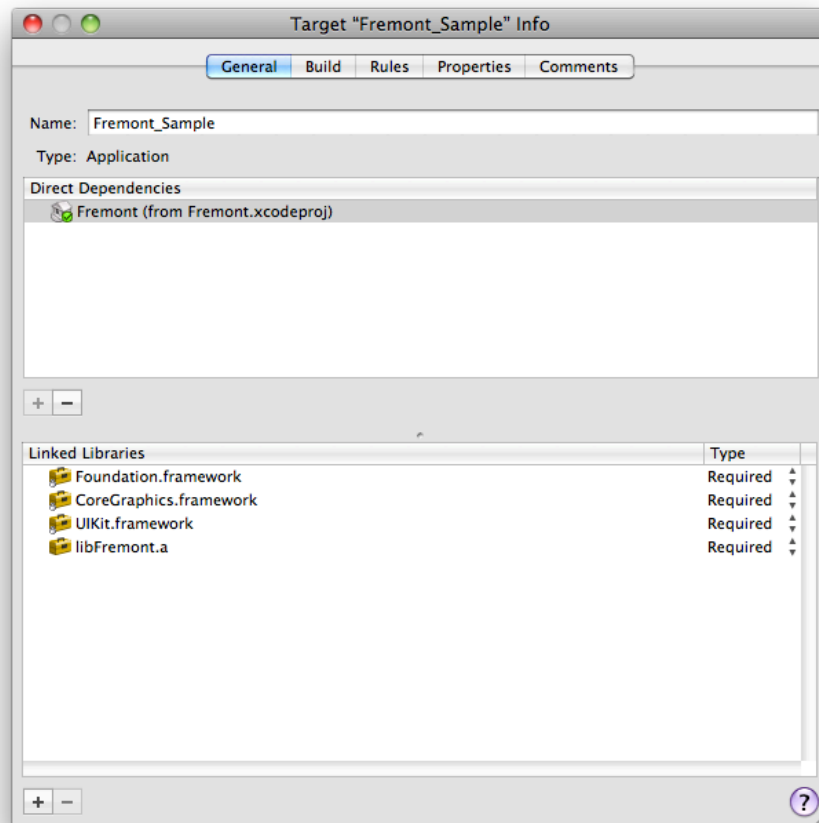 Target “Fremont_Sample” Info
General Build Rules Properties Comments
Name: Fremont_Sample
Type: Application
Direct Dependencies
Fremont (from Fremont.xcodeproj)
+ −
Linked Libraries Type
Foundation.framework Required
CoreGraphics.framework Required
UIKit.framework Required
libFremont.a Required
+ − ?